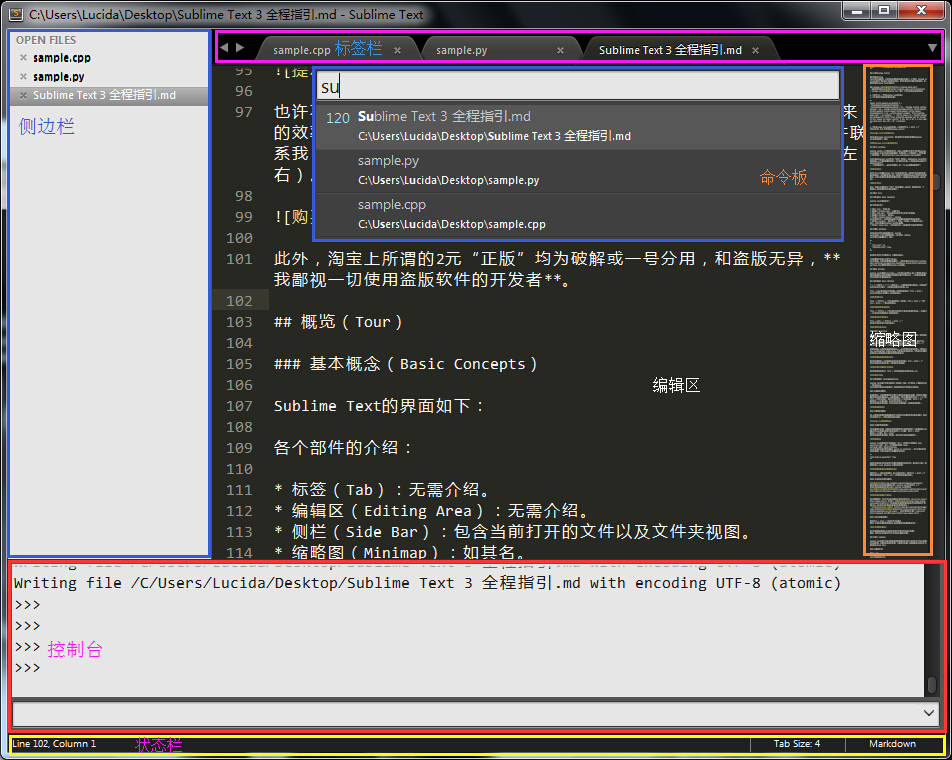 C:\Users\Lucida\Desktop\Sublime Text 3 全程指引.md - Sublime Text
OPEN FILES
sample.cpp
sample.py
Sublime Text 3 全程指引.md
侧边栏
sample.cpp 标签栏 sample.py Sublime Text 3 全程指引.md
su
120 Sublime Text 3 全程指引.md
C:\Users\Lucida\Desktop\Sublime Text 3 全程指引.md
sample.py
C:\Users\Lucida\Desktop\sample.py
命令板
sample.cpp
C:\Users\Lucida\Desktop\sample.cpp
95
96
97 也许 来
的效
系我 左
右）
98
99 ![购
100
101 此外，淘宝上所谓的2元“正版”均为破解或一号分用，和盗版无异，**
我鄙视一切使用盗版软件的开发者**。
102
103 ## 概览（Tour）
104
105 ### 基本概念（Basic Concepts）
106
107 Sublime Text的界面如下：
108
109 各个部件的介绍：
110
111 * 标签（Tab）：无需介绍。
112 * 编辑区（Editing Area）：无需介绍。
113 * 侧栏（Side Bar）：包含当前打开的文件以及文件夹视图。
114 * 缩略图（Minimap）：如其名。
编辑区
缩略图
Writing file /C/Users/Lucida/Desktop/Sublime Text 3 全程指引.md with encoding UTF-8 (atomic)
>>>
>>>
>>> 控制台
>>>
Line 102, Column 1 状态栏 Tab Size: 4 Markdown